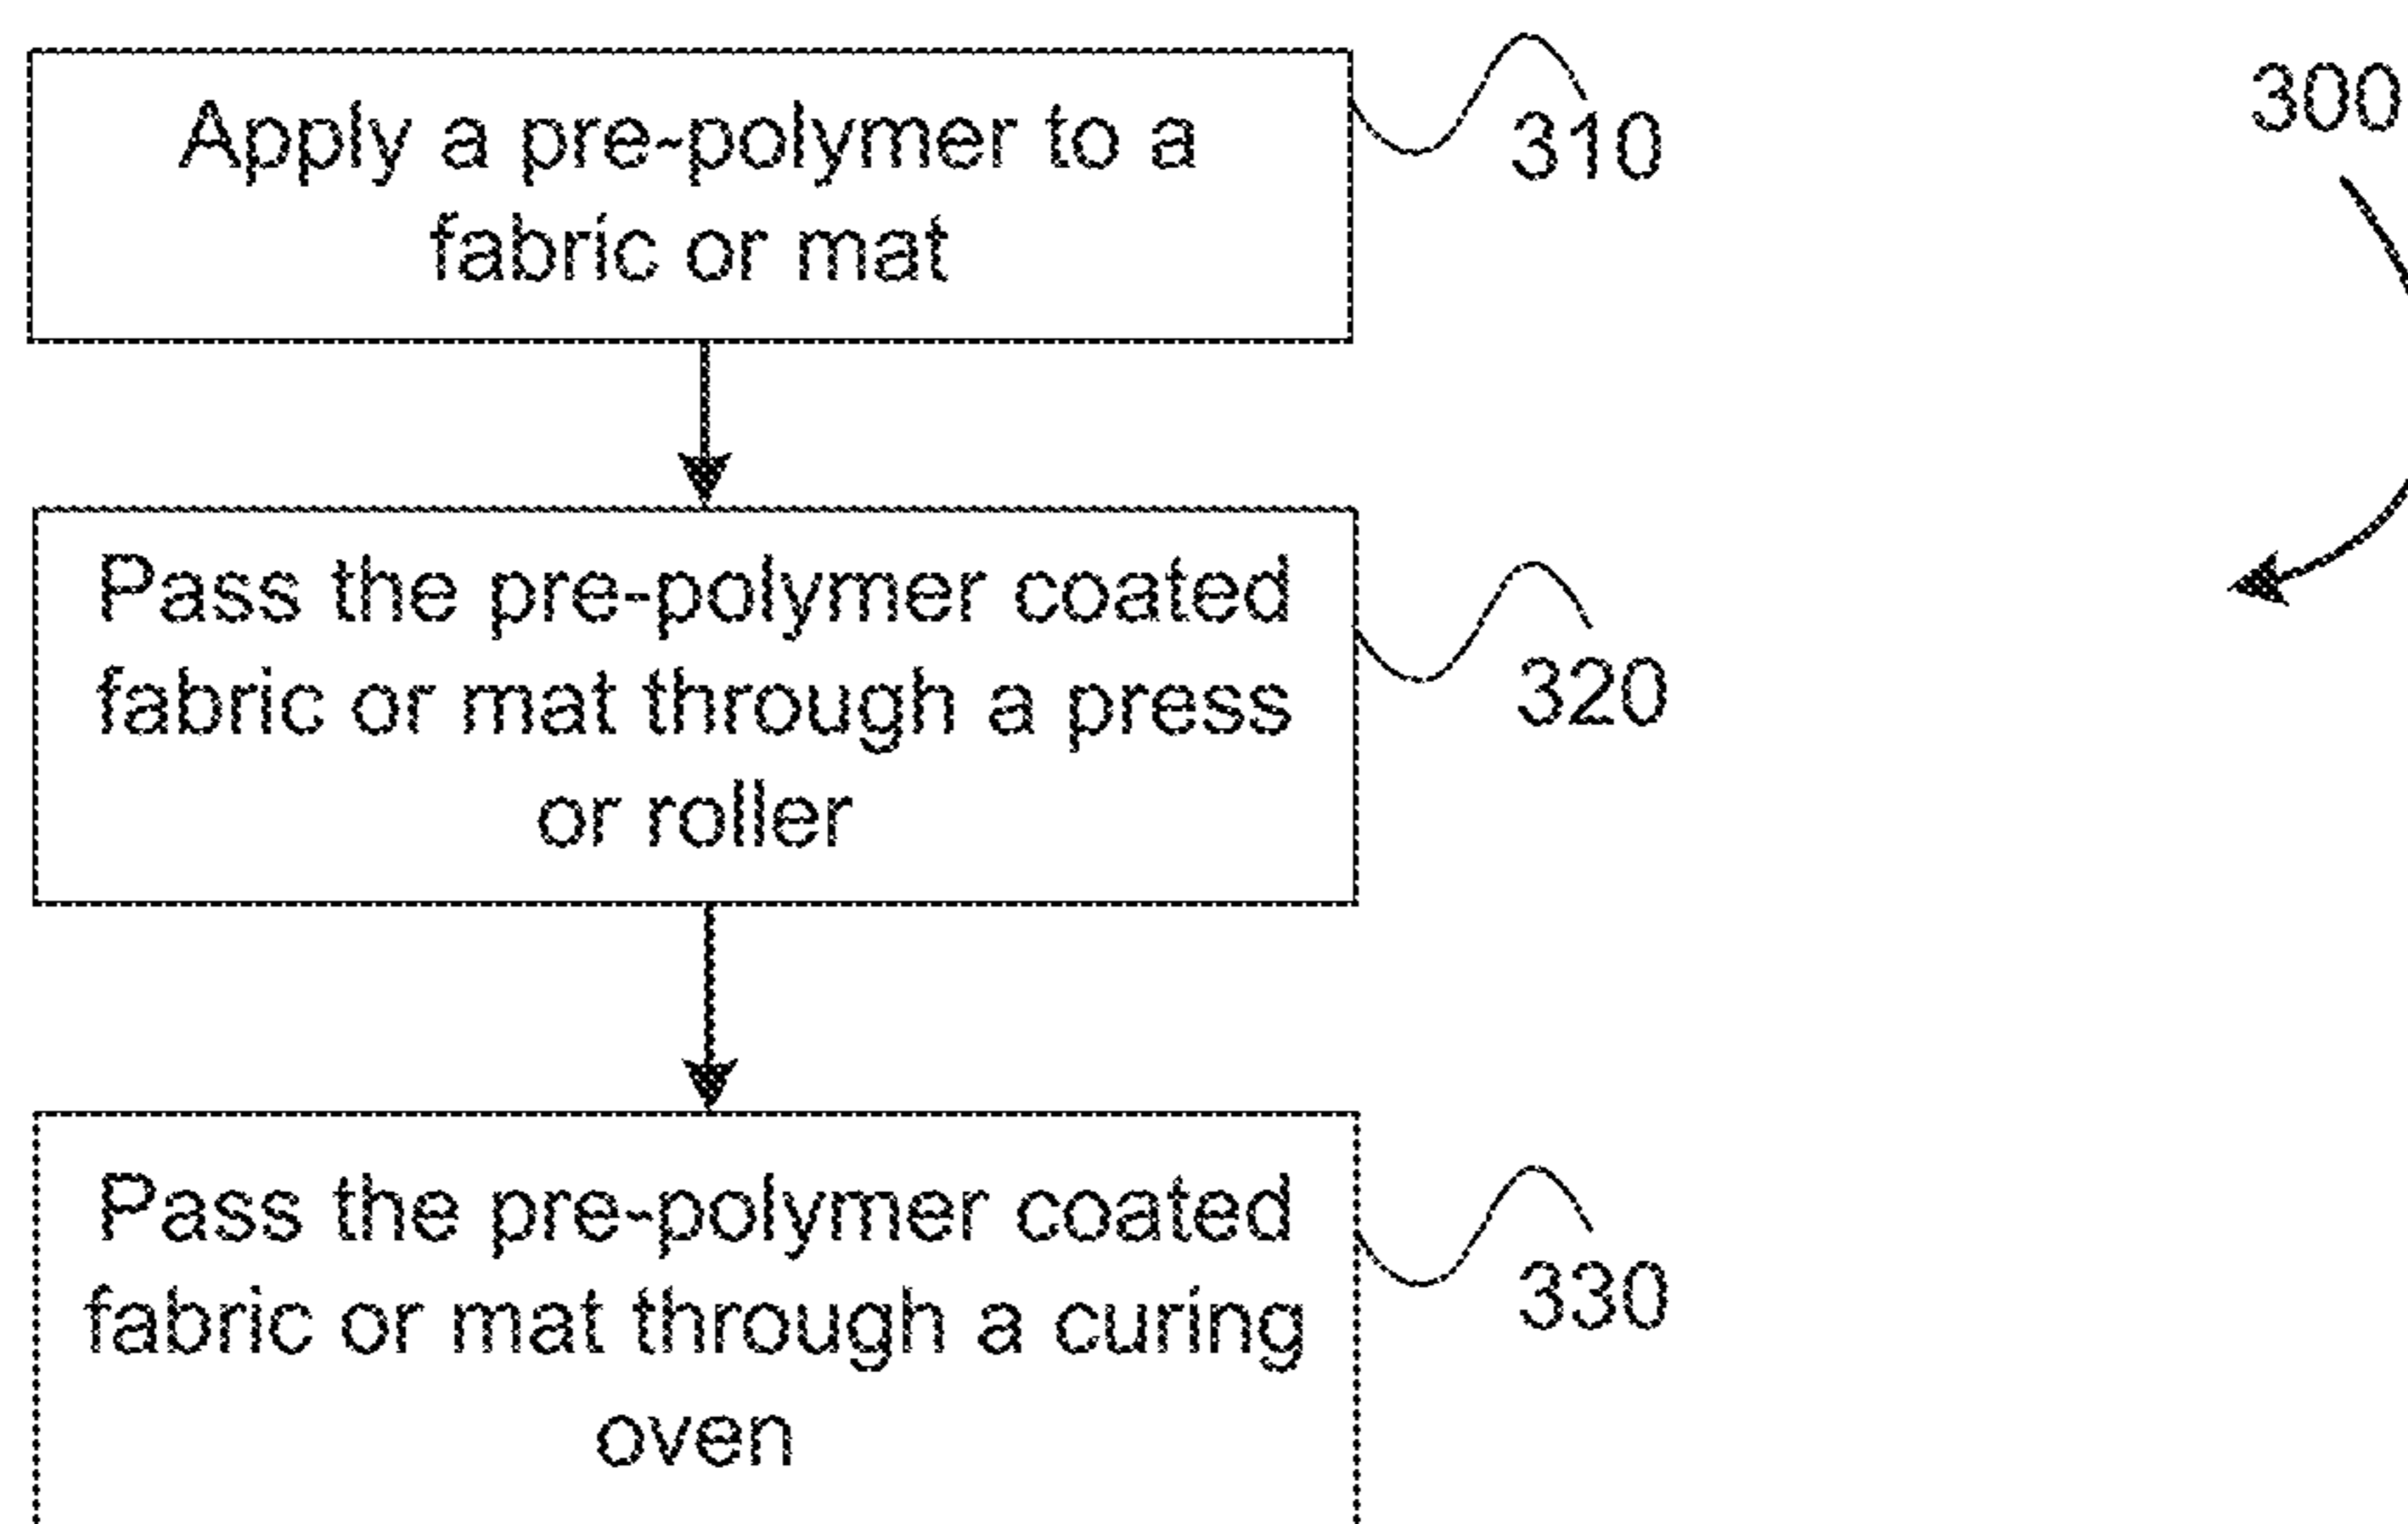 Apply a pre-polymer to a
fabric or mat
310
300
Pass the pre-polymer coated
fabric or mat through a press
or roller
320
Pass the pre-polymer coated
fabric or mat through a curing
oven
330